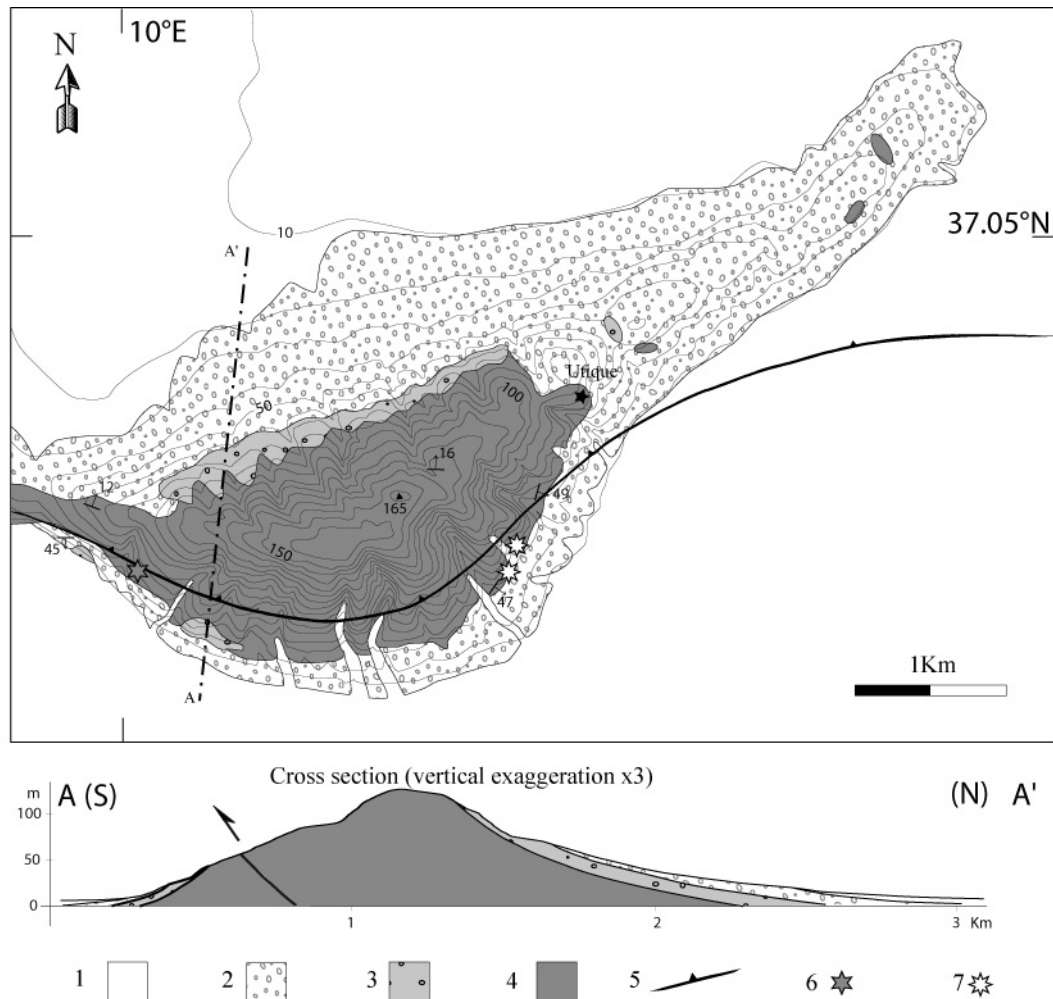 10°E
N
10
37.05°N
A'
Utique
100
50
16
12
165
49
150
45
47
1Km
A
Cross section (vertical exaggeration x3)
m
A (S)
(N) A'
100
50
0
1
2
3
Km
1
2
3
4
5
6
7